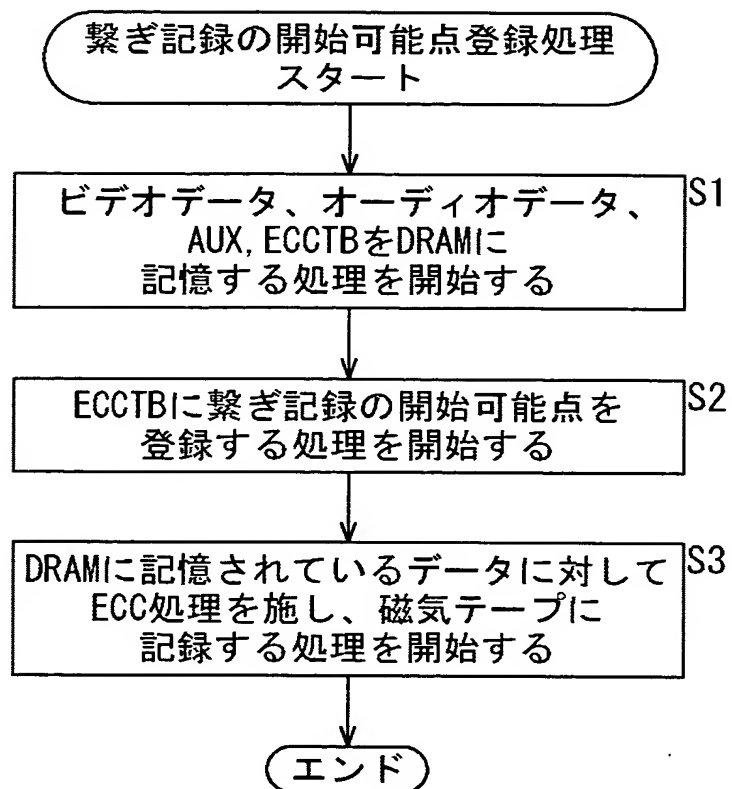 繋ぎ記録の開始可能点登録処理
スタート
S1
ビデオデータ、オーディオデータ、
AUX,ECCTBをDRAMに
記憶する処理を開始する
S2
ECCTBに繋ぎ記録の開始可能点を
登録する処理を開始する
S3
DRAMに記憶されているデータに対して
ECC処理を施し、磁気テープに
記録する処理を開始する
エンド